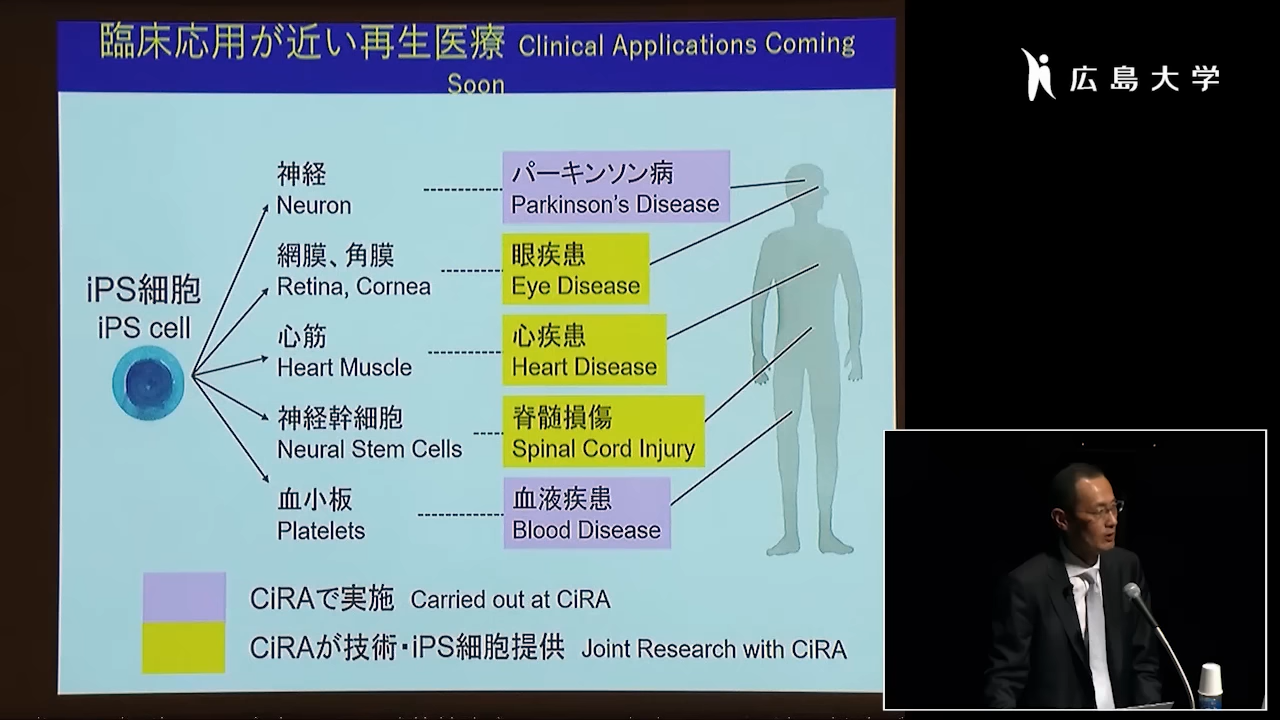 臨床応用が近い再生医療 Clinical Applications Coming
Soon
広島大学
神経
Neuron
パーキンソン病
Parkinson's Disease
網膜、角膜
Retina, Cornea
眼疾患
Eye Disease
iPS細胞
iPS cell
心筋
Heart Muscle
心疾患
Heart Disease
神経幹細胞
Neural Stem Cells
脊髄損傷
Spinal Cord Injury
血小板
Platelets
血液疾患
Blood Disease
CiRAで実施 Carried out at CiRA
CiRAが技術・iPS細胞提供 Joint Research with CiRA